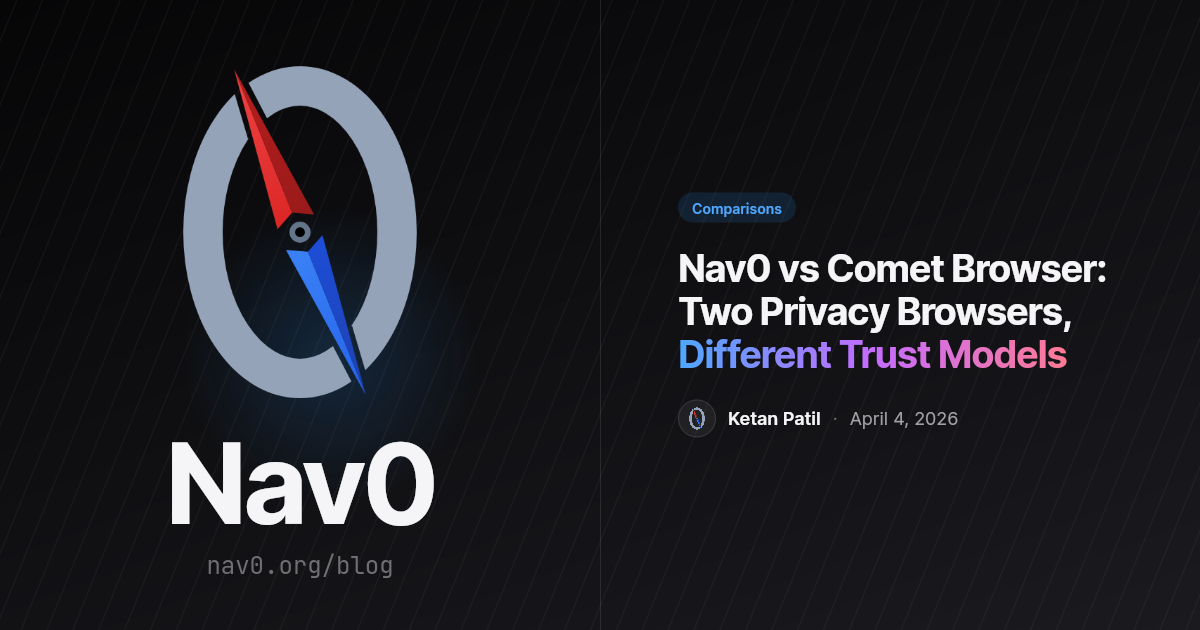 Nav0
nav0.org/blog
Comparisons
Nav0 vs Comet Browser:
Two Privacy Browsers,
Different Trust Models
Ketan Patil · April 4, 2026